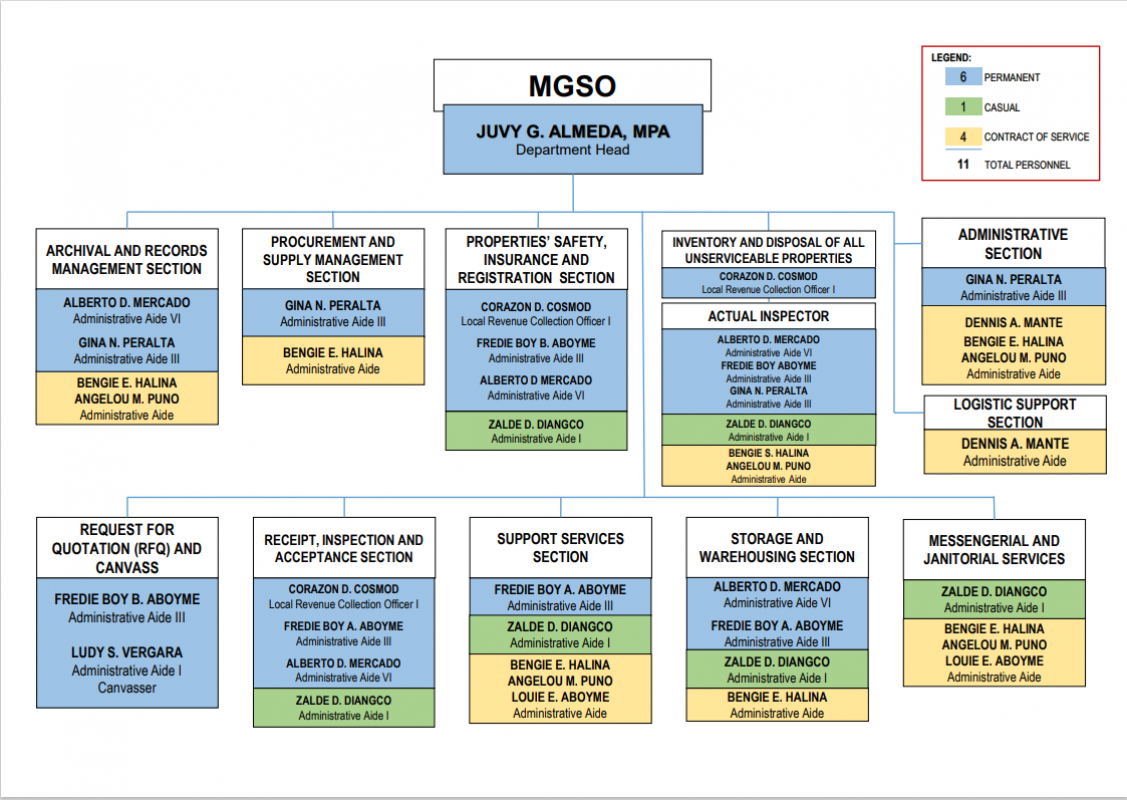 MGSO
JUVY G. ALMEDA, MPA
Department Head
LEGEND:
6 PERMANENT
1 CASUAL
4 CONTRACT OF SERVICE
11 TOTAL PERSONNEL
ARCHIVAL AND RECORDS
MANAGEMENT SECTION
ALBERTO D. MERCADO
Administrative Aide VI
GINA N. PERALTA
Administrative Aide III
BENGIE E. HALINA
ANGELOU M. PUNO
Administrative Aide
PROCUREMENT AND
SUPPLY MANAGEMENT
SECTION
GINA N. PERALTA
Administrative Aide III
BENGIE E. HALINA
Administrative Aide
PROPERTIES' SAFETY,
INSURANCE AND
REGISTRATION SECTION
CORAZON D. COSMOD
Local Revenue Collection Officer I
FREDIE BOY B. ABOYME
Administrative Aide III
ALBERTO D MERCADO
Administrative Aide VI
ZALDE D. DIANGCO
Administrative Aide I
INVENTORY AND DISPOSAL OF ALL
UNSERVICEABLE PROPERTIES
CORAZON D. COSMOD
Local Revenue Collection Officer I
ACTUAL INSPECTOR
ALBERTO D. MERCADO
Administrative Aide VI
FREDIE BOY ABOYME
Administrative Aide III
GINA N. PERALTA
Administrative Aide III
ZALDE D. DIANGCO
Administrative Aide I
BENGIE S. HALINA
ANGELOU M. PUNO
Administrative Aide
ADMINISTRATIVE
SECTION
GINA N. PERALTA
Administrative Aide III
DENNIS A. MANTE
BENGIE E. HALINA
ANGELOU M. PUNO
Administrative Aide
LOGISTIC SUPPORT
SECTION
DENNIS A. MANTE
Administrative Aide
REQUEST FOR
QUOTATION (RFQ) AND
CANVASS
FREDIE BOY B. ABOYME
Administrative Aide III
LUDY S. VERGARA
Administrative Aide I
Canvasser
RECEIPT, INSPECTION AND
ACCEPTANCE SECTION
CORAZON D. COSMOD
Local Revenue Collection Officer I
FREDIE BOY A. ABOYME
Administrative Aide III
ALBERTO D. MERCADO
Administrative Aide VI
ZALDE D. DIANGCO
Administrative Aide I
SUPPORT SERVICES
SECTION
FREDIE BOY A. ABOYME
Administrative Aide III
ZALDE D. DIANGCO
Administrative Aide I
BENGIE E. HALINA
ANGELOU M. PUNO
LOUIE E. ABOYME
Administrative Aide
STORAGE AND
WAREHOUSING SECTION
ALBERTO D. MERCADO
Administrative Aide VI
FREDIE BOY A. ABOYME
Administrative Aide III
ZALDE D. DIANGCO
Administrative Aide I
BENGIE E. HALINA
Administrative Aide
MESSENGERIAL AND
JANITORIAL SERVICES
ZALDE D. DIANGCO
Administrative Aide I
BENGIE E. HALINA
ANGELOU M. PUNO
LOUIE E. ABOYME
Administrative Aide